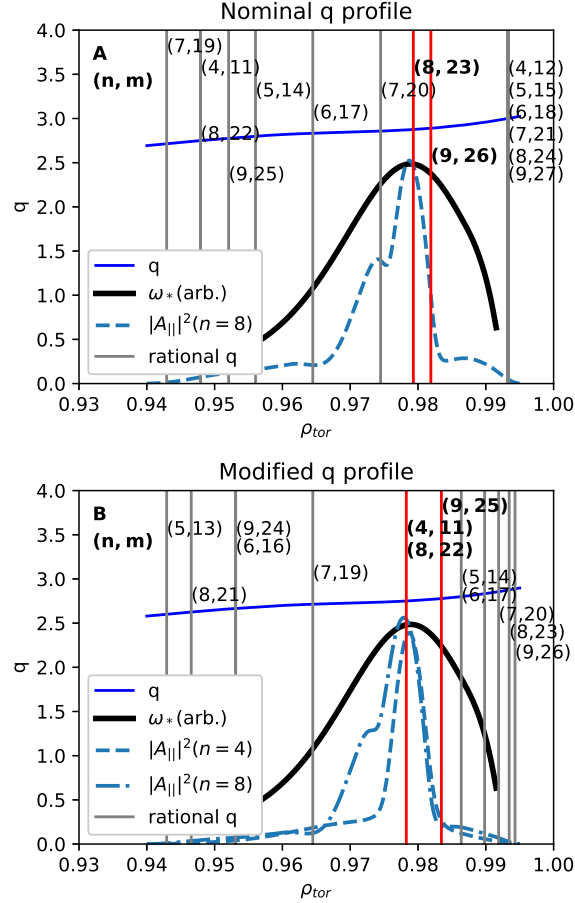 Nominal q profile
A
(n, m)
(7,19)
(4,11)
(8,22)
(9,25)
(5,14)
(6,17)
(7,20)
(8, 23)
(9, 26)
(4,12)
(5,15)
(6,18)
(7,21)
(8,24)
(9,27)
q
4.0
3.5
3.0
2.5
2.0
1.5
1.0
0.5
0.0
q
ω*(arb.)
|A_{||}|^2(n = 8)
rational q
0.93 0.94 0.95 0.96 0.97 0.98 0.99 1.00
ρ_{tor}
Modified q profile
B
(n, m)
(5,13)
(8,21)
(9,24)
(6,16)
(7,19)
(9, 25)
(4, 11)
(8, 22)
(5,14)
(6,17)
(7,20)
(8,23)
(9,26)
q
4.0
3.5
3.0
2.5
2.0
1.5
1.0
0.5
0.0
q
ω*(arb.)
|A_{||}|^2(n = 4)
|A_{||}|^2(n = 8)
rational q
0.93 0.94 0.95 0.96 0.97 0.98 0.99 1.00
ρ_{tor}